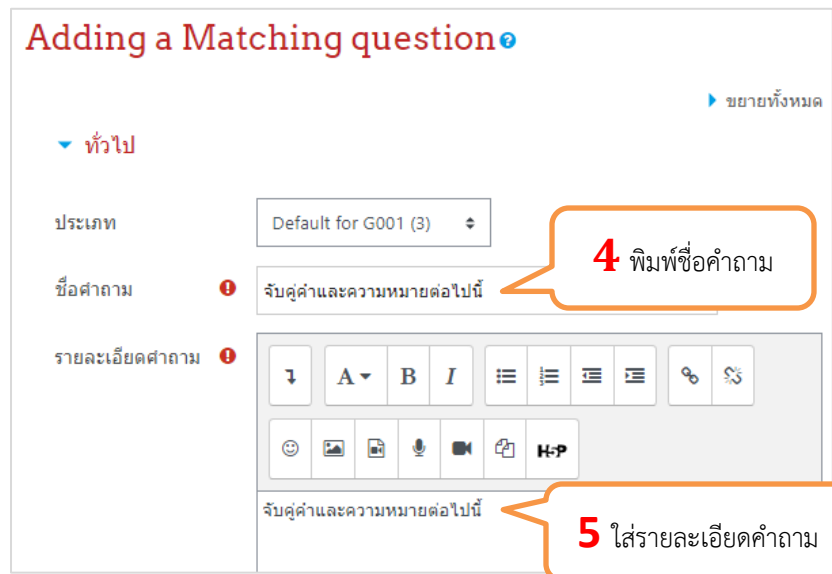 Adding a Matching question
ขยายทั้งหมด
ทั่วไป
ประเภท
Default for G001 (3)
4 พิมพ์ชื่อคำถาม
ชื่อคำถาม
จับคู่คำและความหมายต่อไปนี้
รายละเอียดคำถาม
A B I
H5P
จับคู่คำและความหมายต่อไปนี้
5 ใส่รายละเอียดคำถาม